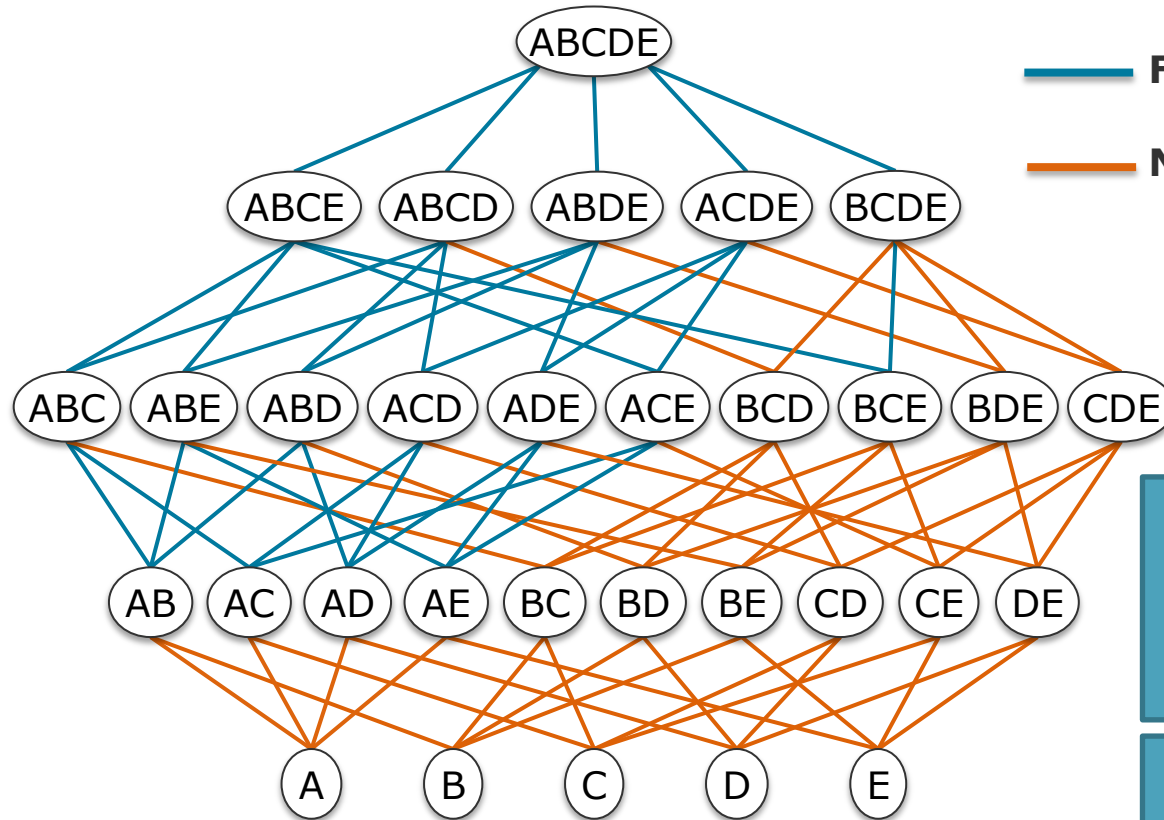 ABCDE
F
N
ABCE ABCD ABDE ACDE BCDE
ABC ABE ABD ACD ADE ACE BCD BCE BDE CDE
AB AC AD AE BC BD BE CD CE DE
A B C D E